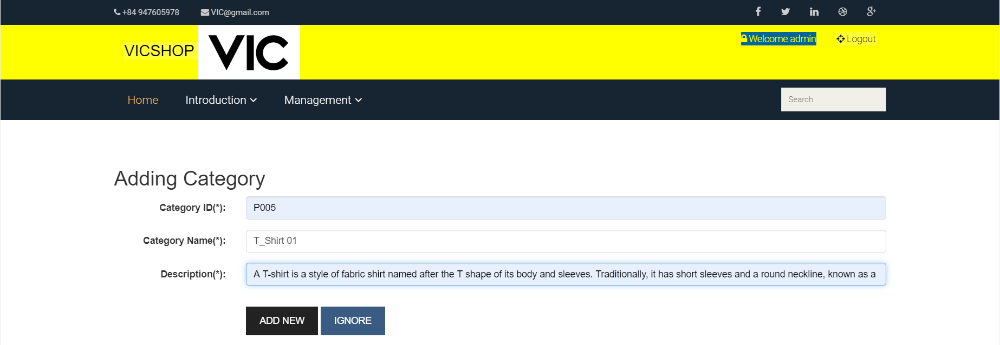 +84 947605978 VIC@gmail.com
VICSHOP VIC Welcome admin Logout
Home Introduction Management Search
Adding Category
Category ID(*): P005
Category Name(*): T_Shirt 01
Description(*): A T-shirt is a style of fabric shirt named after the T shape of its body and sleeves. Traditionally, it has short sleeves and a round neckline, known as a
ADD NEW IGNORE